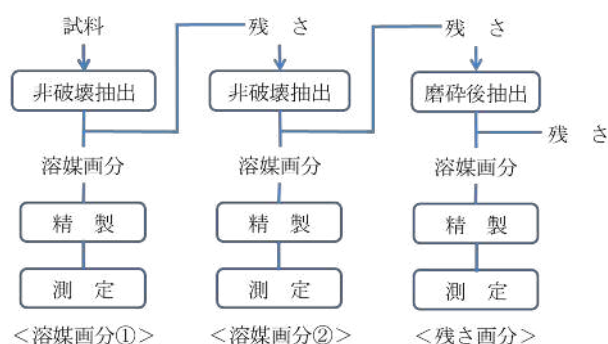 試料
残　さ
残　さ
非破壊抽出
非破壊抽出
磨砕後抽出
残　さ
溶媒画分
溶媒画分
溶媒画分
精　製
精　製
精　製
測　定
測　定
測　定
＜溶媒画分①＞
＜溶媒画分②＞
＜残さ画分＞